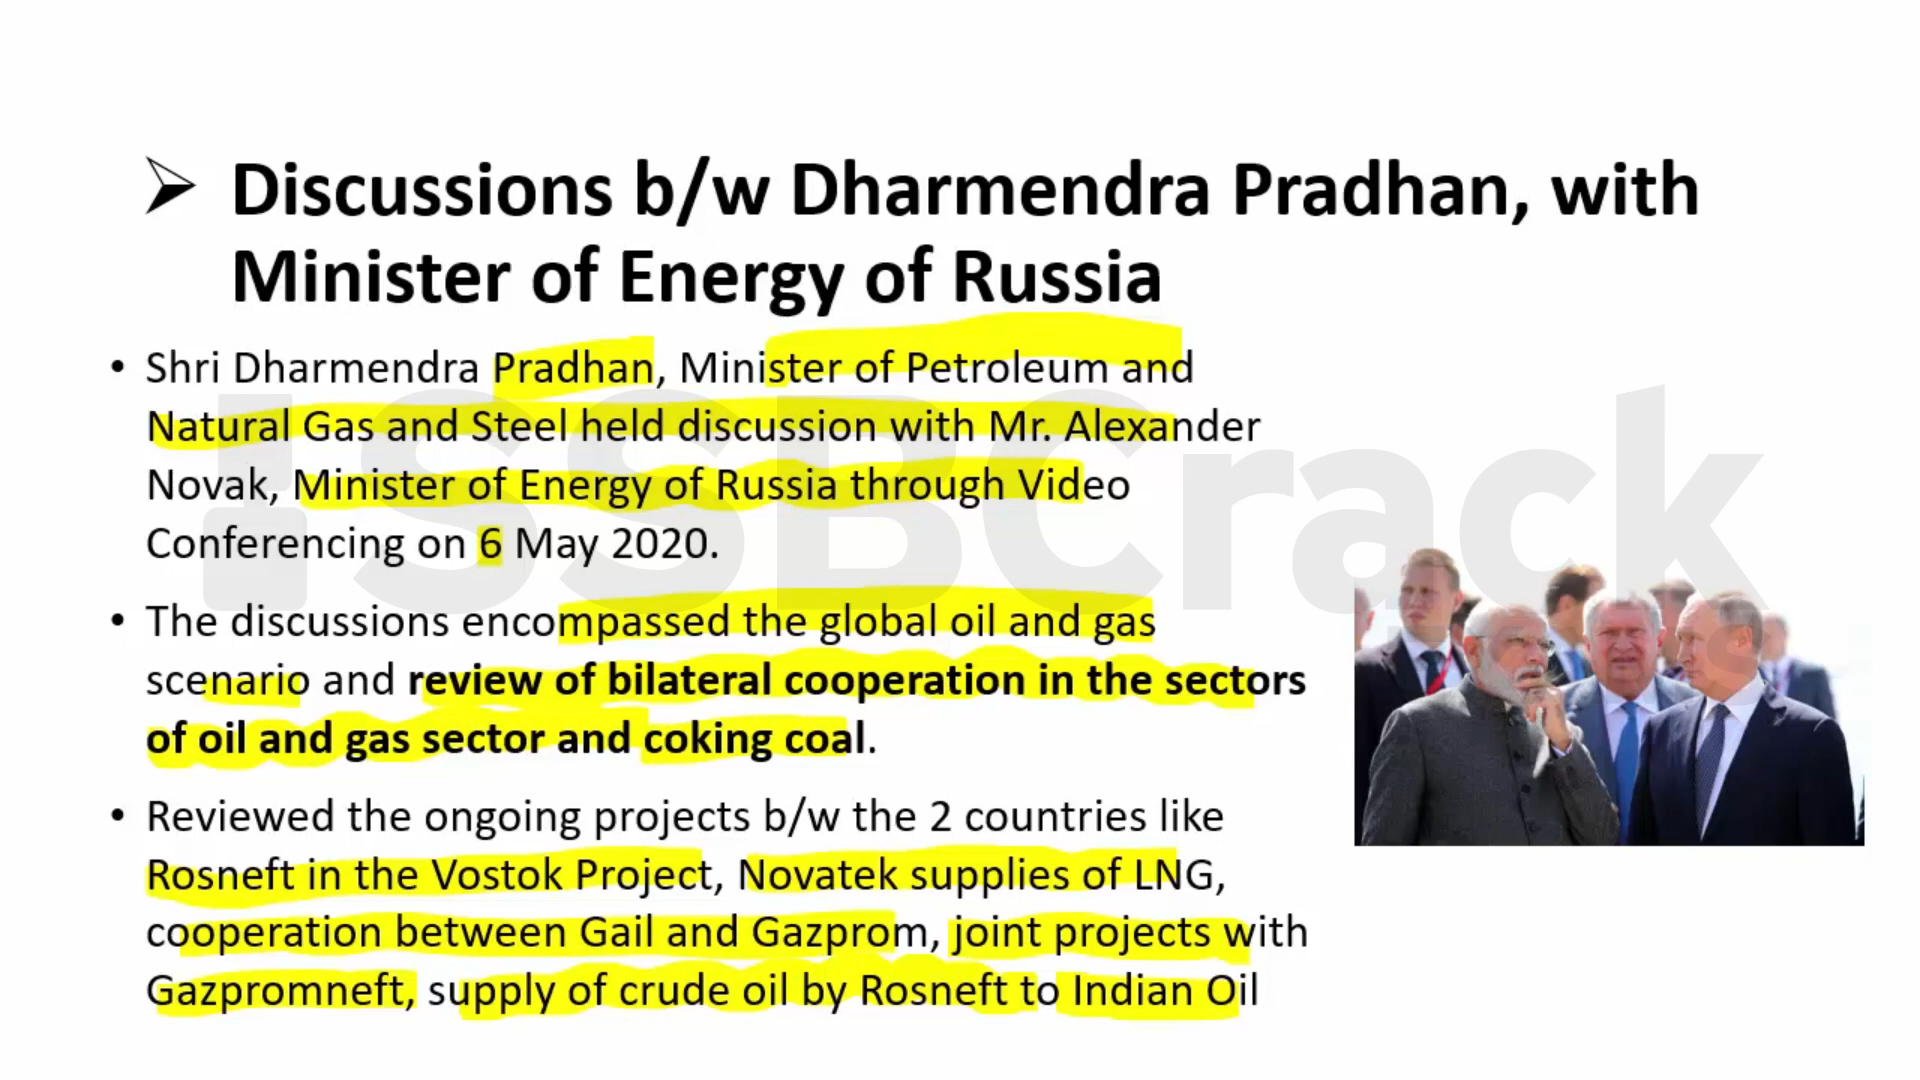 ➢ Discussions b/w Dharmendra Pradhan, with
Minister of Energy of Russia
• Shri Dharmendra Pradhan, Minister of Petroleum and
Natural Gas and Steel held discussion with Mr. Alexander
Novak, Minister of Energy of Russia through Video
Conferencing on 6 May 2020.
• The discussions encompassed the global oil and gas
scenario and review of bilateral cooperation in the sectors
of oil and gas sector and coking coal.
• Reviewed the ongoing projects b/w the 2 countries like
Rosneft in the Vostok Project, Novatek supplies of LNG,
cooperation between Gail and Gazprom, joint projects with
Gazpromneft, supply of crude oil by Rosneft to Indian Oil
SSBCrack